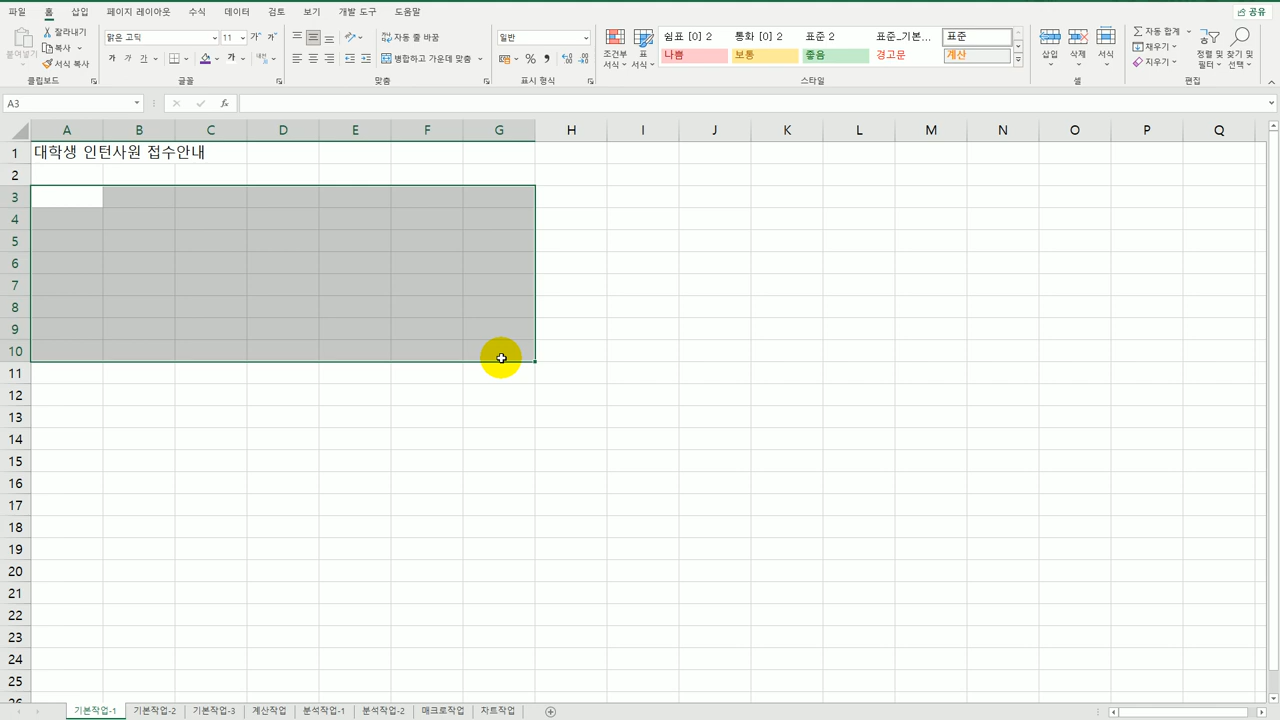 파일 홈 삽입 페이지 레이아웃 수식 데이터 검토 보기 개발 도구 도움말 공유
붙여넣기 잘라내기 복사 서식 복사 클립보드
맑은 고딕 11 가 가 가 가 가 가 가 글꼴
자동 줄 바꿈 병합하고 가운데 맞춤 맞춤
일반 % 표시 형식
조건부 서식 표 서식
쉼표 [0] 2 통화 [0] 2 표준 2 표준_기본... 표준
나쁨 보통 좋음 경고문 계산
스타일
삽입 삭제 서식 셀
자동 합계 채우기 지우기 정렬 및 필터 찾기 및 선택 편집
A3 fx
A B C D E F G H I J K L M N O P Q
1 대학생 인턴사원 접수안내
2
3
4
5
6
7
8
9
10
11
12
13
14
15
16
17
18
19
20
21
22
23
24
25
기본작업-1 기본작업-2 기본작업-3 계산작업 분석작업-1 분석작업-2 매크로작업 차트작업